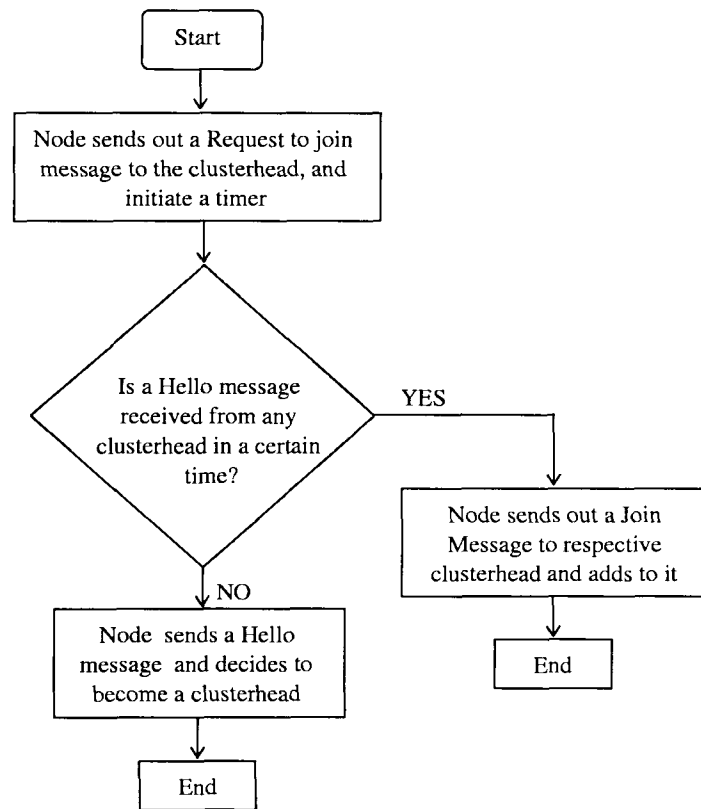 Start
Node sends out a Request to join
message to the clusterhead, and
initiate a timer
Is a Hello message
received from any
clusterhead in a certain
time?
YES
Node sends out a Join
Message to respective
clusterhead and adds to it
End
NO
Node sends a Hello
message and decides to
become a clusterhead
End